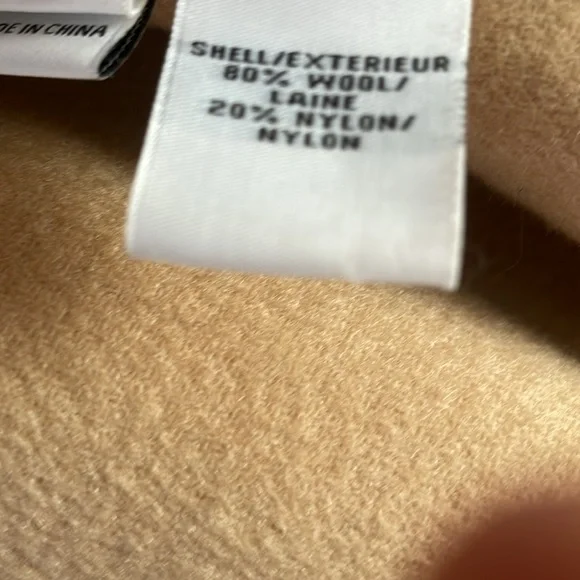 DE IN CHINA
SHELL/EXTERIEUR
80% WOOL/
LAINE
20% NYLON/
NYLON